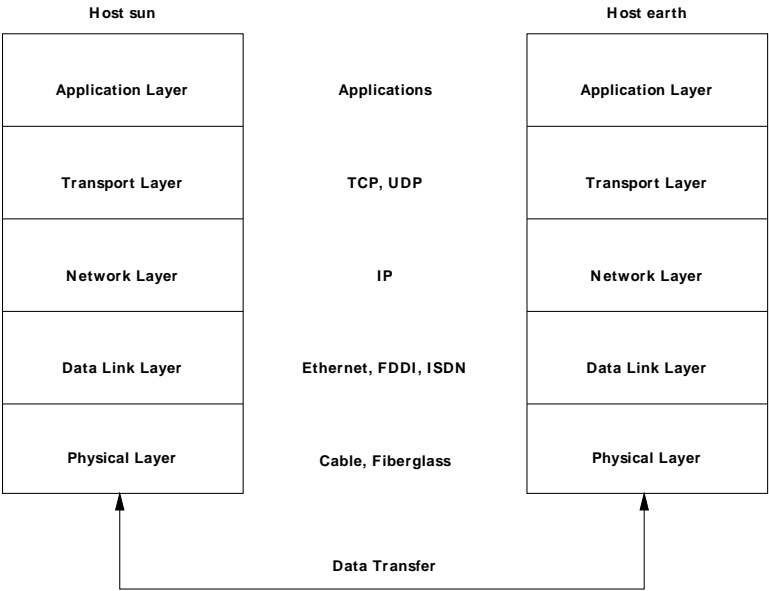 Host sun
Host earth
Application Layer
Applications
Application Layer
Transport Layer
TCP, UDP
Transport Layer
Network Layer
IP
Network Layer
Data Link Layer
Ethernet, FDDI, ISDN
Data Link Layer
Physical Layer
Cable, Fiberglass
Physical Layer
Data Transfer